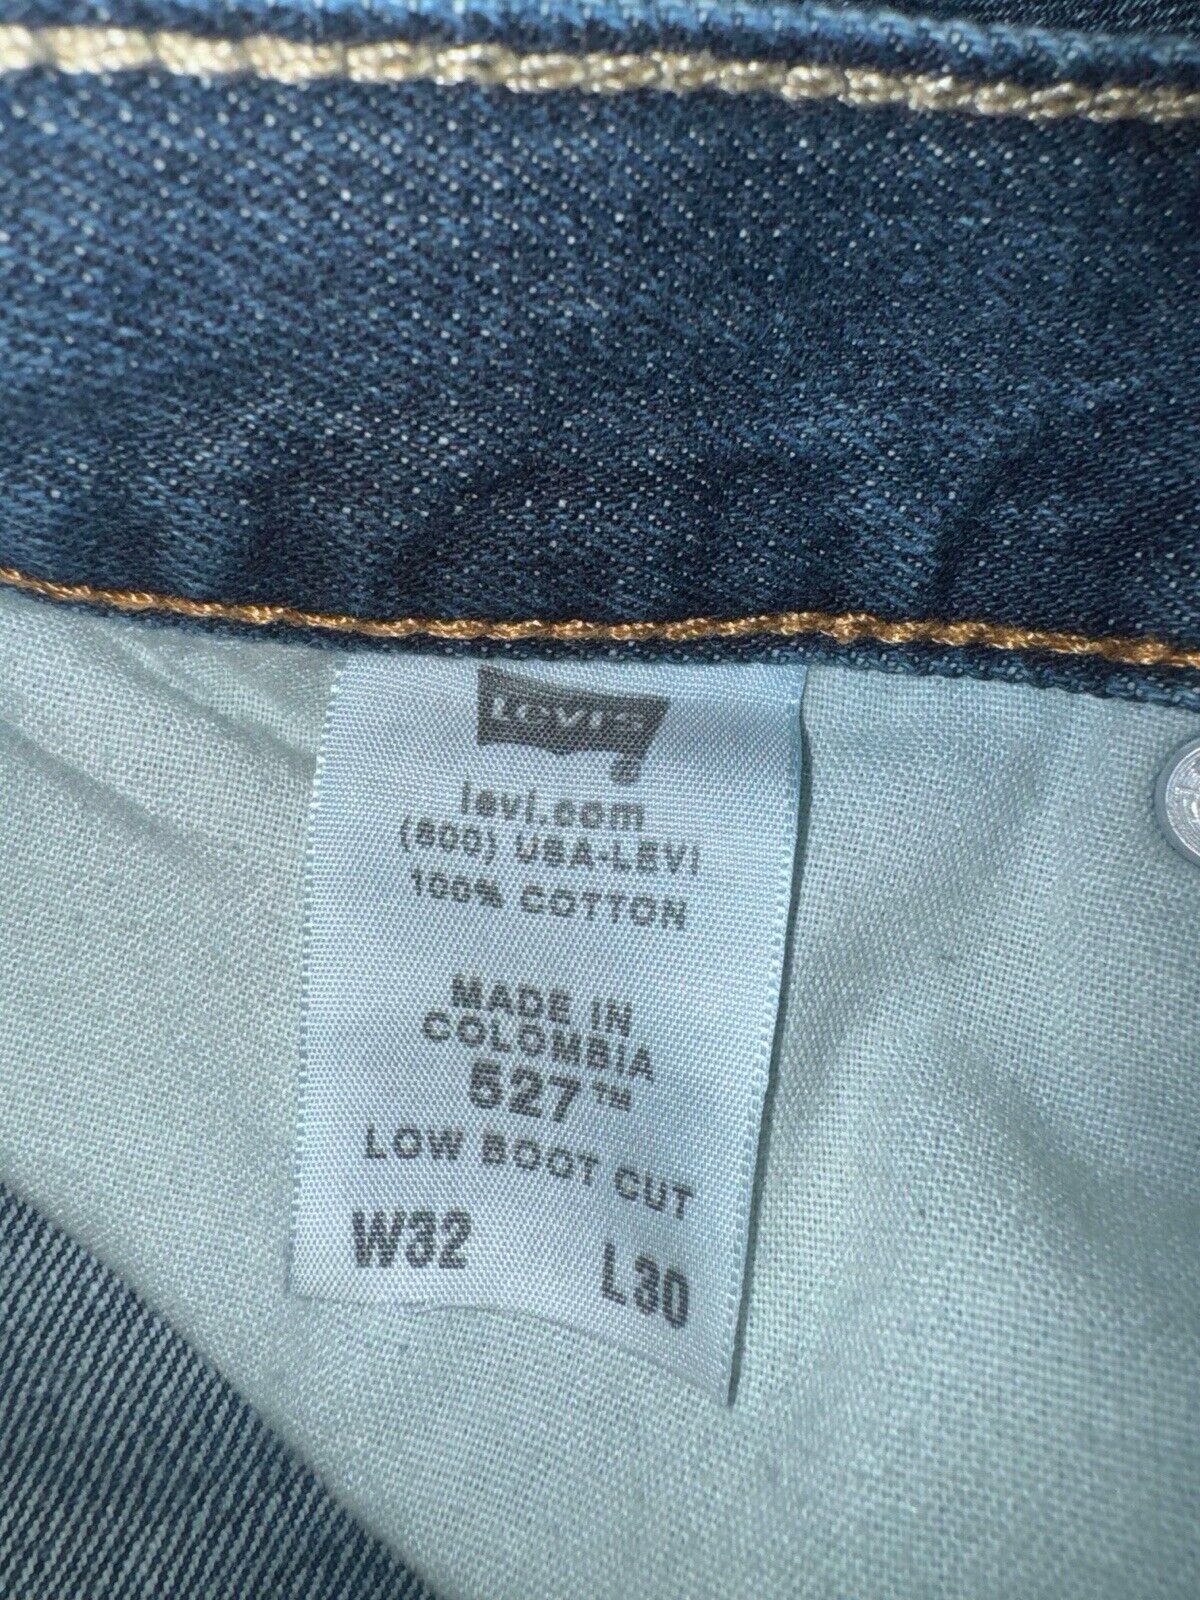 Levi's
levi.com
(800) USA-LEVI
100% COTTON
MADE IN
COLOMBIA
527™
LOW BOOT CUT
W32 L30